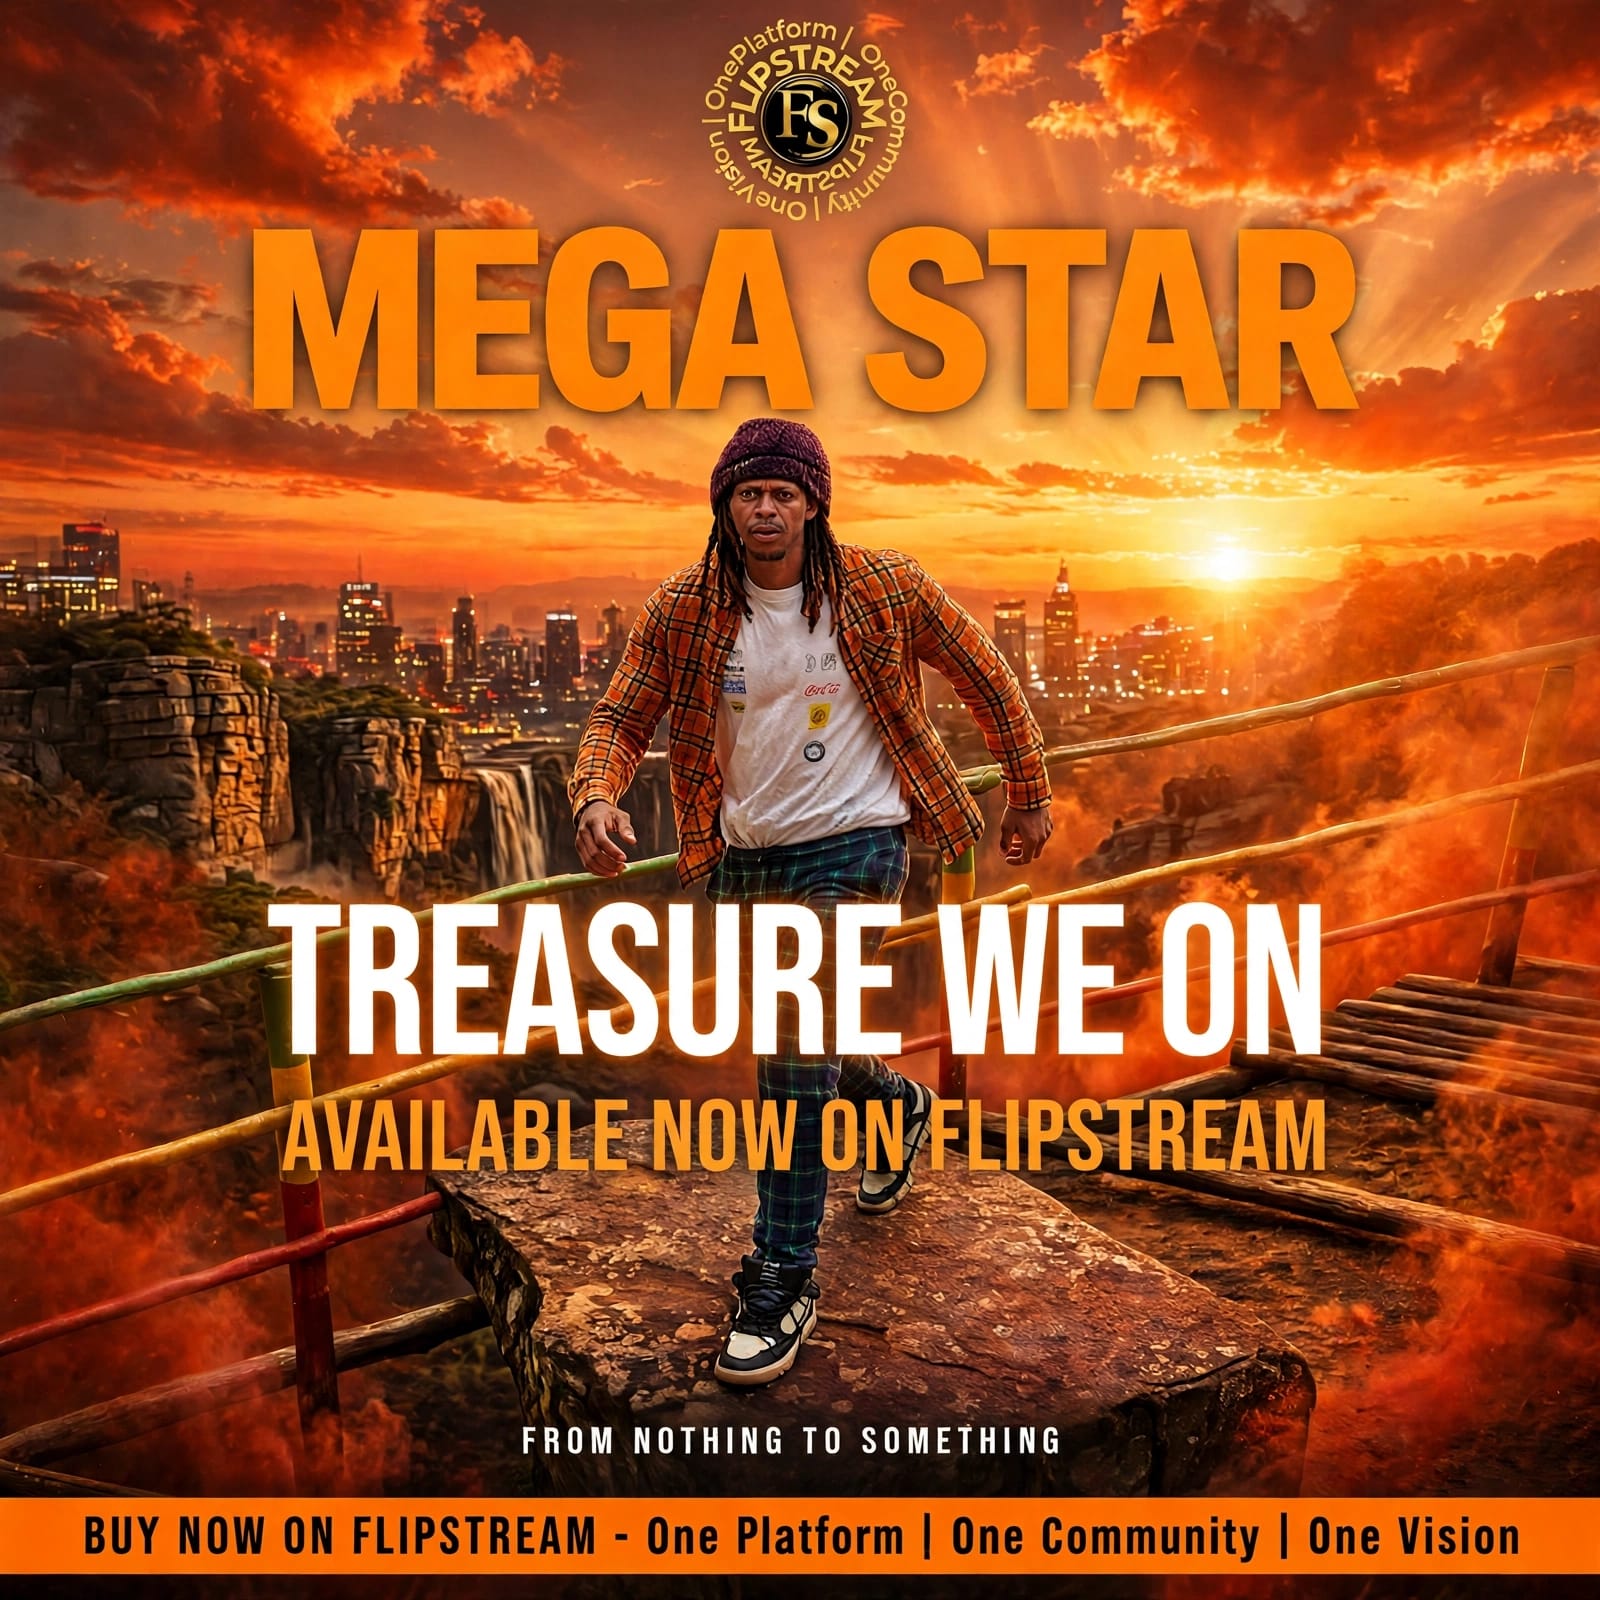 OnePlatform | OneCommunitty | OneVision |
FLIPSTREAM FLIPSTREAM
FS
MEGA STAR
TREASURE WE ON
AVAILABLE NOW ON FLIPSTREAM
FROM NOTHING TO SOMETHING
BUY NOW ON FLIPSTREAM - One Platform | One Community | One Vision